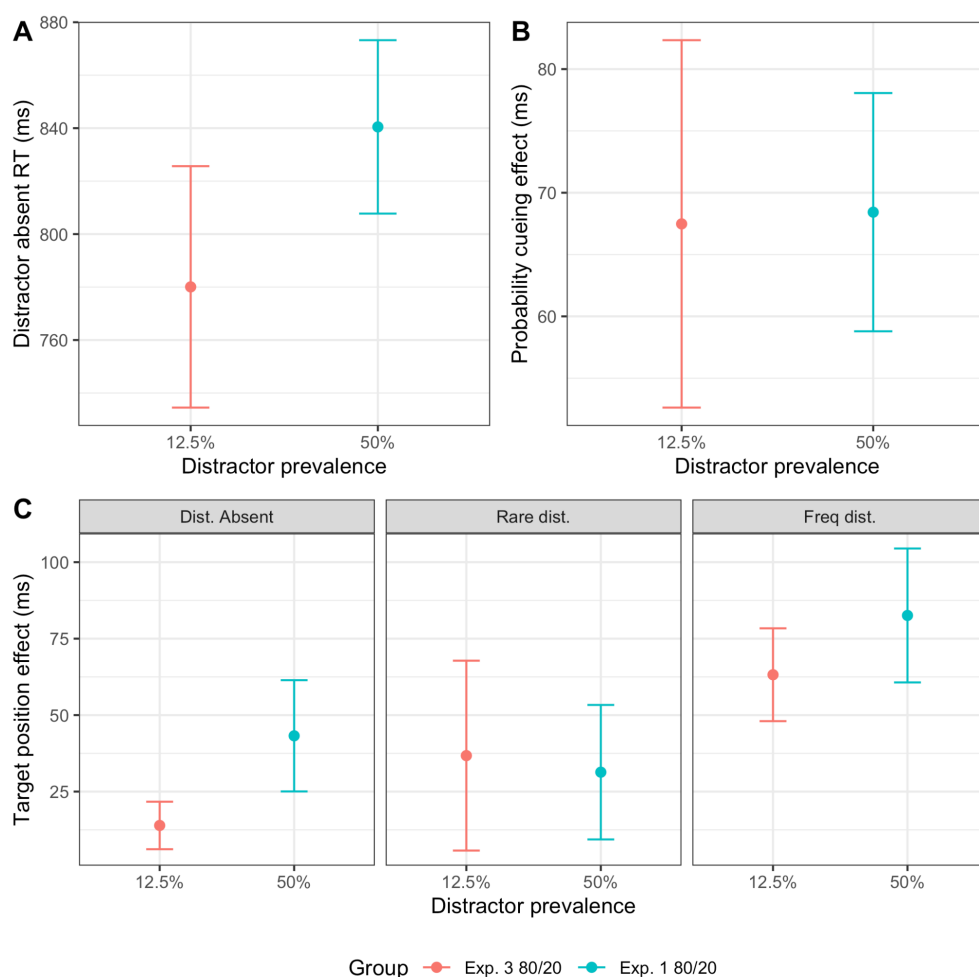 A
Distractor absent RT (ms)
880
840
800
760
12.5%
50%
Distractor prevalence
B
Probability cueing effect (ms)
80
70
60
12.5%
50%
Distractor prevalence
C
Dist. Absent
Rare dist.
Freq dist.
Target position effect (ms)
100
75
50
25
12.5%
50%
12.5%
50%
12.5%
50%
Distractor prevalence
Group
Exp. 3 80/20
Exp. 1 80/20